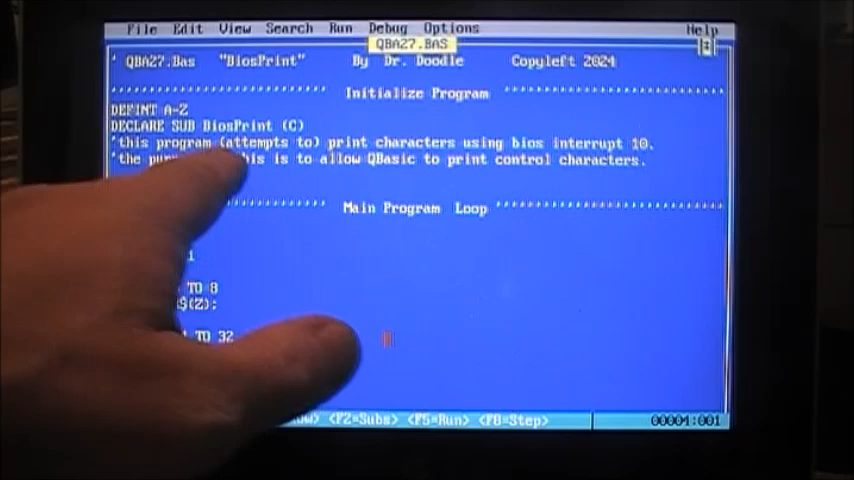 File Edit View Search Run Debug Options Help
QBA27.BAS
' QBA27.Bas "BiosPrint" By Dr. Doodle Copyleft 2024
Initialize Program
DEFINT A-Z
DECLARE SUB BiosPrint (C)
'this program (attempts to) print characters using bios interrupt 10.
'the is to allow QBasic to print control characters.
Main Program Loop
1
TO 8
$(Z);
TO 32
<F2=Subs> <F5=Run> <F8=Step> 00004:001